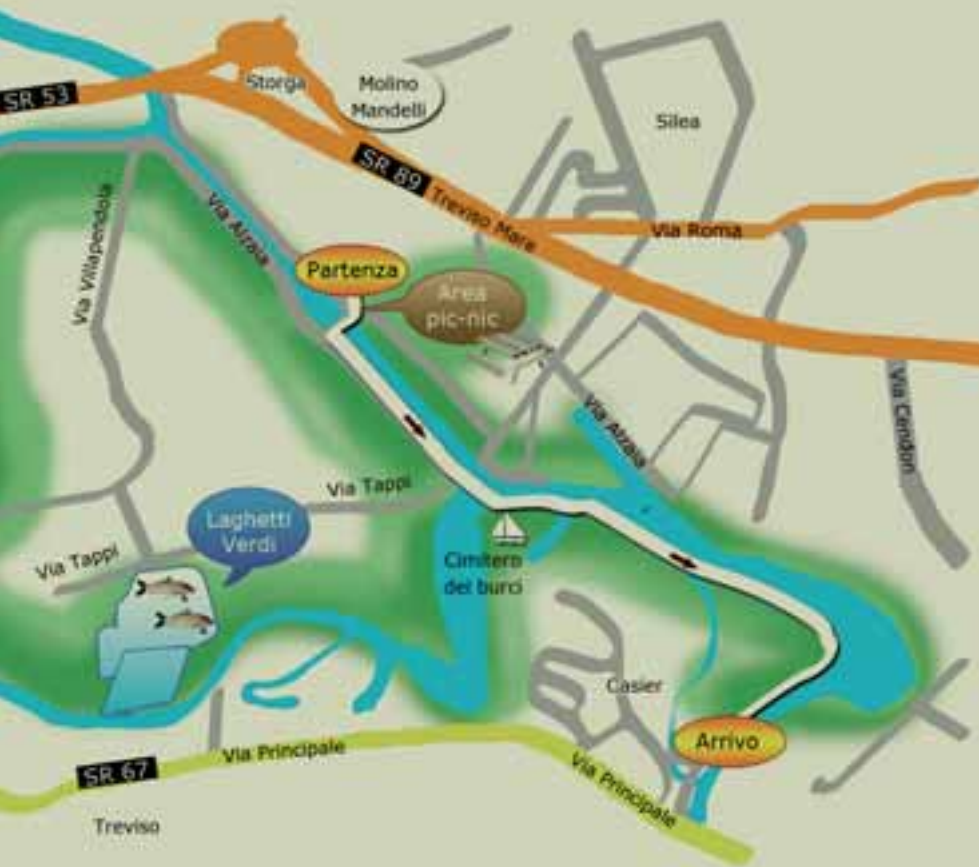 Storga
Molino
Mandelli
SR 53
Silea
SR 89
Treviso Mare
Via Roma
Via Villapendola
Via Alzaia
Partenza
Area
pic-nic
Via Alzaia
Via Cendon
Via Tappi
Laghetti
Verdi
Via Tappi
Cimitero
dei burci
Casier
Arrivo
Via Principale
SR 67
Via Principale
Treviso